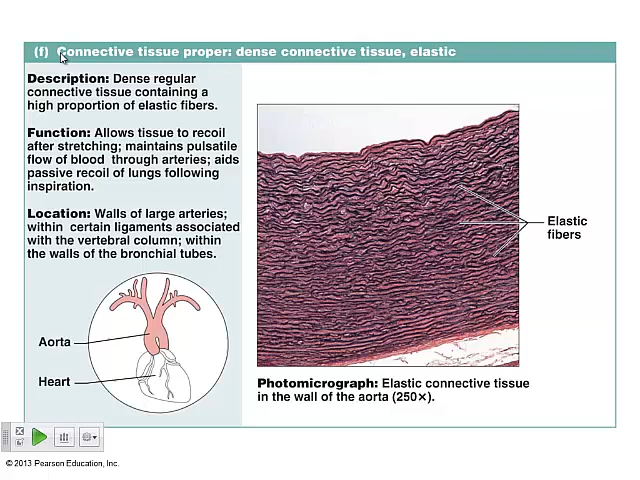 (f) Connective tissue proper: dense connective tissue, elastic
Description: Dense regular
connective tissue containing a
high proportion of elastic fibers.
Function: Allows tissue to recoil
after stretching; maintains pulsatile
flow of blood through arteries; aids
passive recoil of lungs following
inspiration.
Location: Walls of large arteries;
within certain ligaments associated
with the vertebral column; within
the walls of the bronchial tubes.
Aorta
Heart
Elastic
fibers
Photomicrograph: Elastic connective tissue
in the wall of the aorta (250×).
© 2013 Pearson Education, Inc.